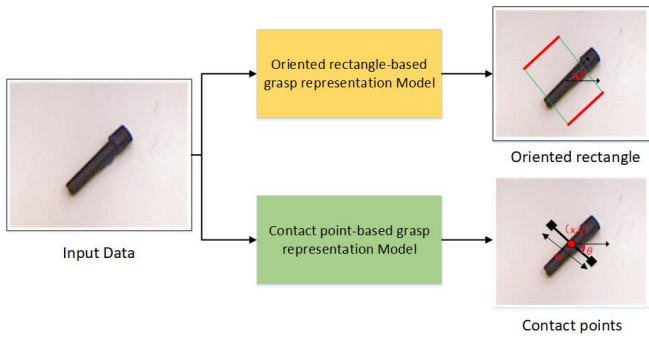 Oriented rectangle-based
grasp representation Model
Oriented rectangle
Input Data
Contact point-based grasp
representation Model
θ
Contact points